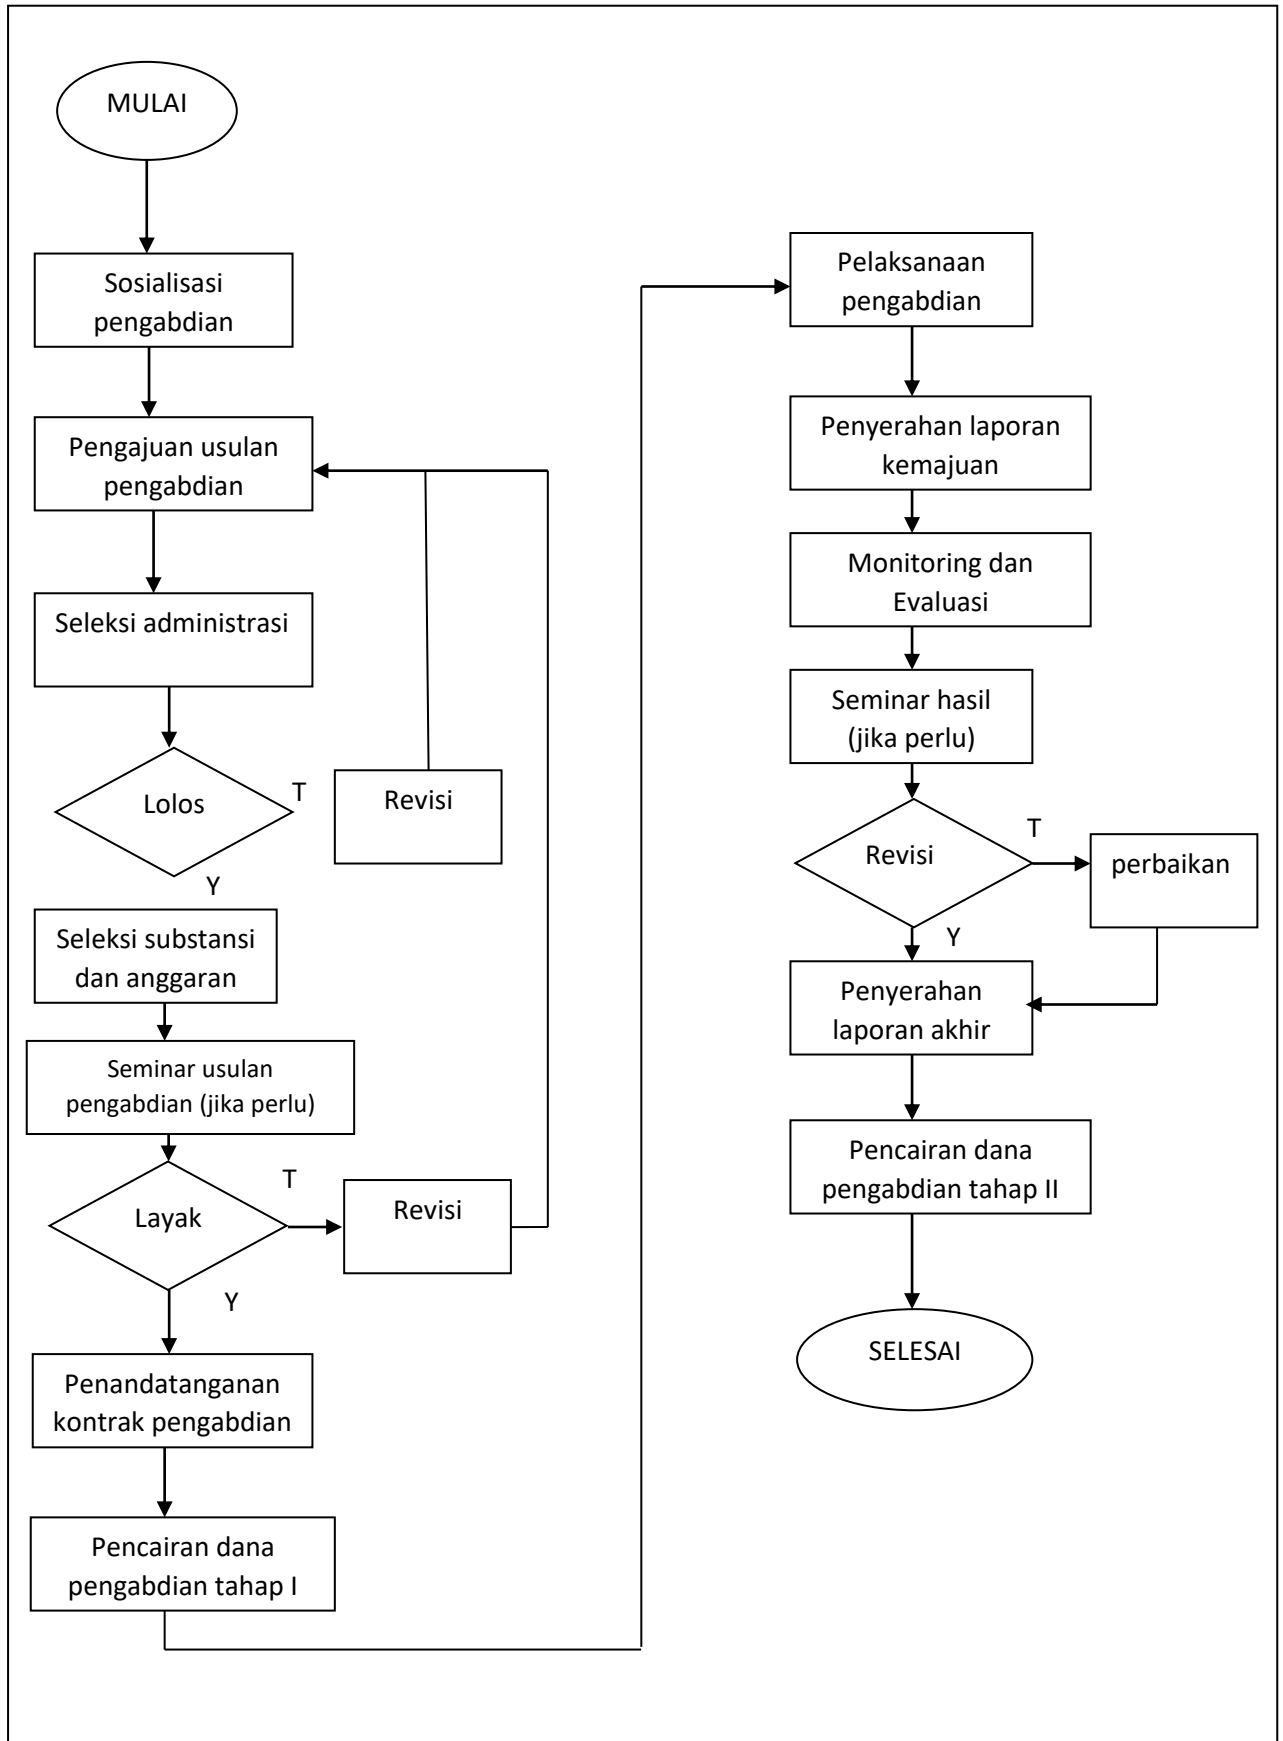 MULAI
Sosialisasi
pengabdian
Pengajuan usulan
pengabdian
Seleksi administrasi
Lolos
T
Revisi
Y
Seleksi substansi
dan anggaran
Seminar usulan
pengabdian (jika perlu)
Layak
T
Revisi
Y
Penandatanganan
kontrak pengabdian
Pencairan dana
pengabdian tahap I
Pelaksanaan
pengabdian
Penyerahan laporan
kemajuan
Monitoring dan
Evaluasi
Seminar hasil
(jika perlu)
Revisi
T
perbaikan
Y
Penyerahan
laporan akhir
Pencairan dana
pengabdian tahap II
SELESAI